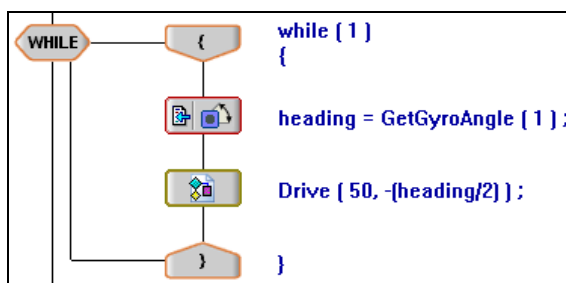 WHILE
{
while ( 1 )
{
heading = GetGyroAngle ( 1 ) ;
Drive ( 50, -(heading/2) ) ;
}
}